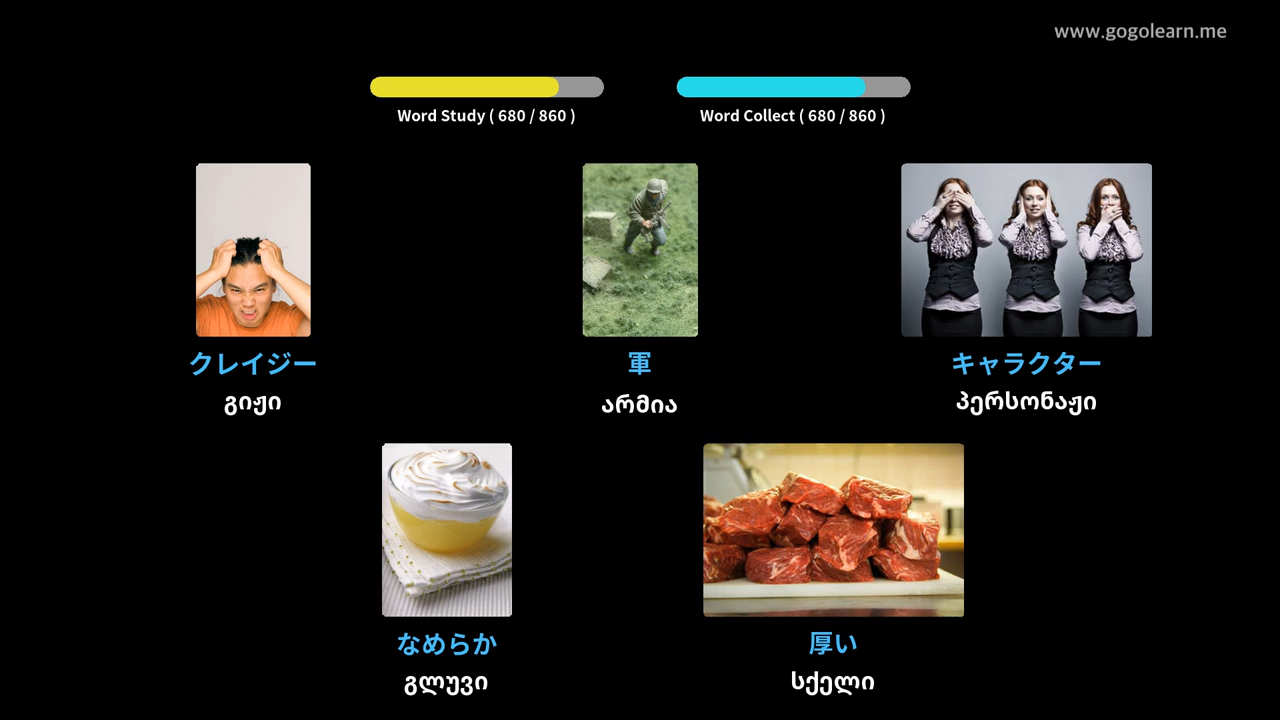 www.gogolearn.me
Word Study ( 680 / 860 )
Word Collect ( 680 / 860 )
クレイジー
გიჟი
軍
არმია
キャラクター
პერსონაჟი
なめらか
გლუვი
厚い
სქელი